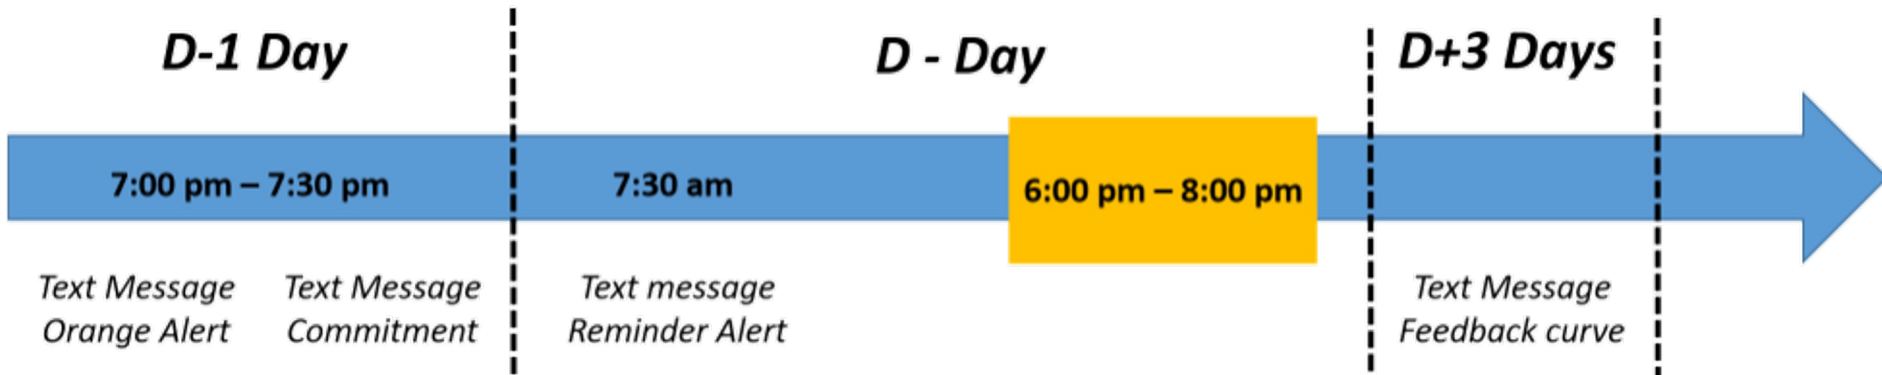 D-1 Day
D - Day
D+3 Days
7:00 pm – 7:30 pm
7:30 am
6:00 pm – 8:00 pm
Text Message
Orange Alert
Text Message
Commitment
Text message
Reminder Alert
Text Message
Feedback curve